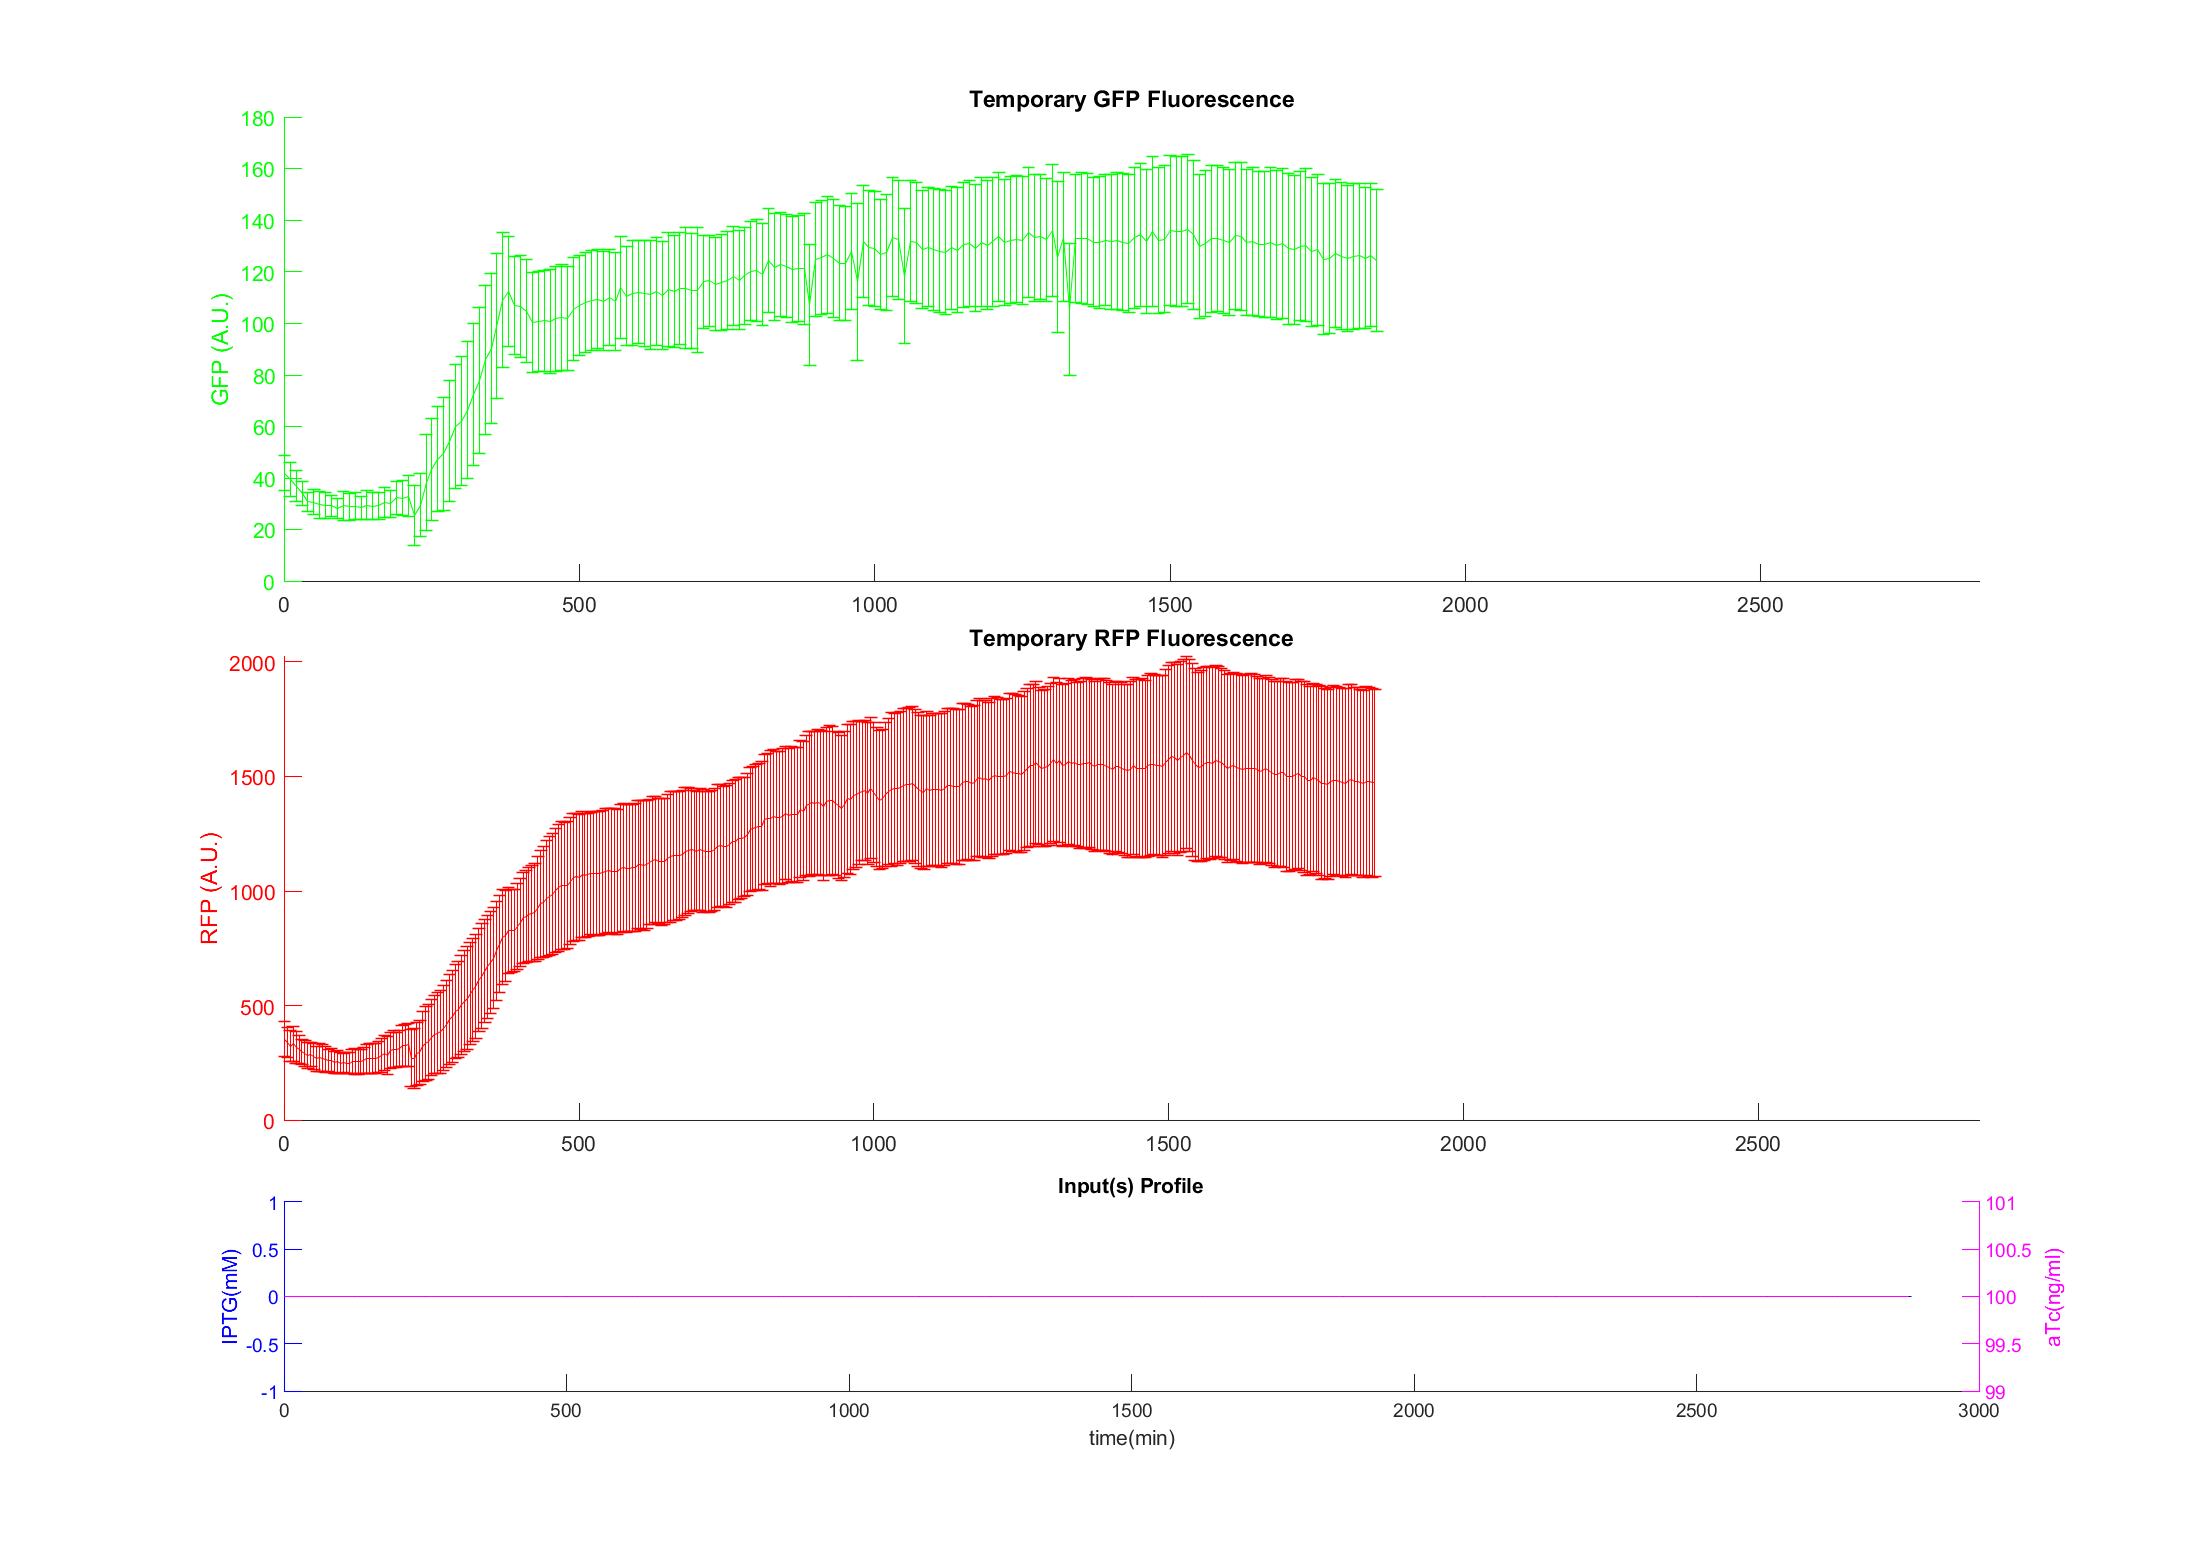 Temporary GFP Fluorescence
180
160
140
120
100
80
60
40
20
0
GFP (A.U.)
0 500 1000 1500 2000 2500
Temporary RFP Fluorescence
2000
1500
1000
500
0
RFP (A.U.)
0 500 1000 1500 2000 2500
Input(s) Profile
1 101
0.5 100.5
0 100
-0.5 99.5
-1 99
IPTG(mM)
aTc(ng/ml)
0 500 1000 1500 2000 2500 3000
time(min)